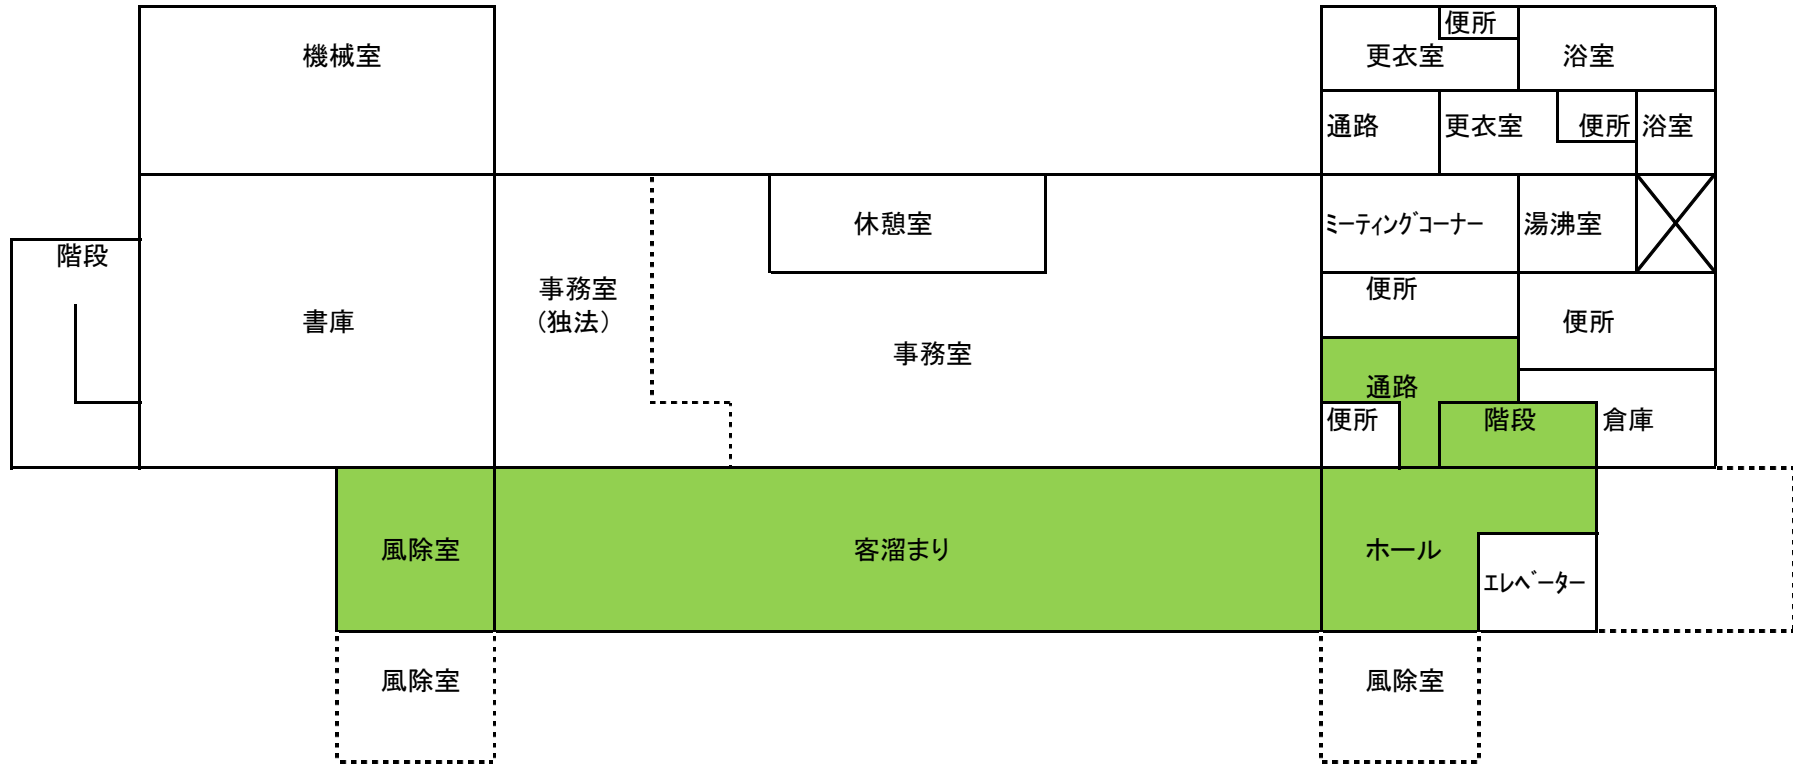 便所
機械室
更衣室
浴室
通路
更衣室
便所
浴室
休憩室
ミーティングコーナー
湯沸室
階段
事務室
(独法)
便所
書庫
便所
事務室
通路
便所
階段
倉庫
風除室
客溜まり
ホール
エレベーター
風除室
風除室